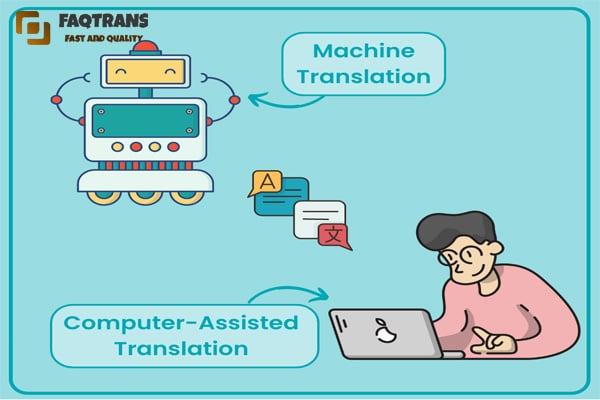 FAQTRANS
FAST AND QUALITY
Machine
Translation
A
文
Computer-Assisted
Translation